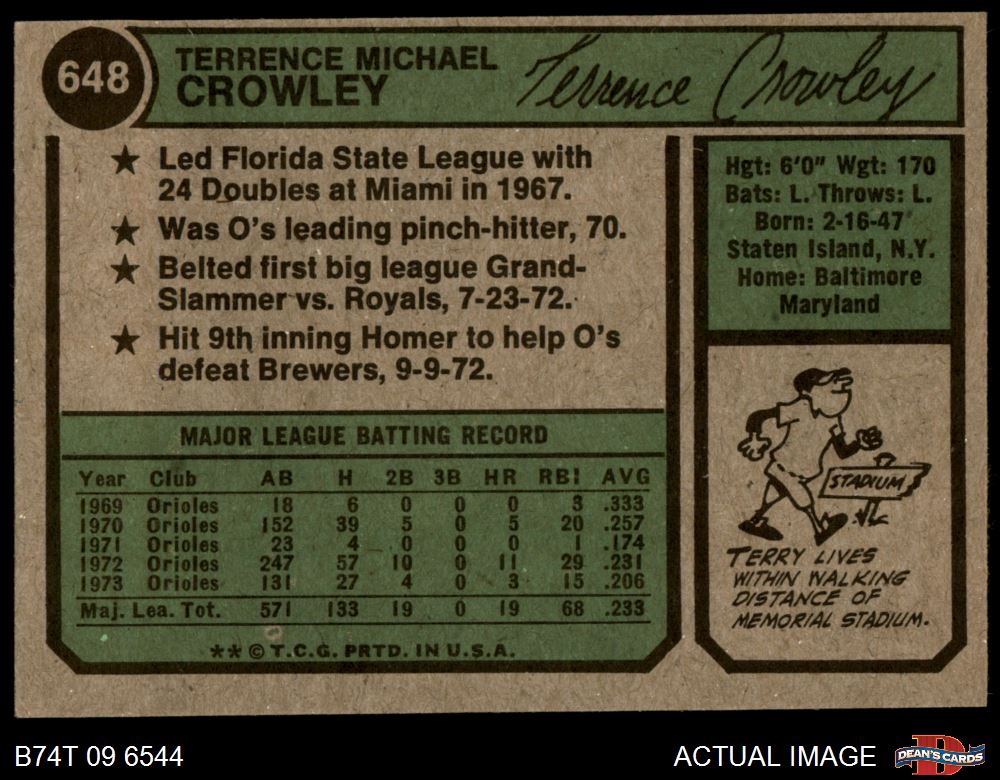 648
TERRENCE MICHAEL
CROWLEY
Terrence Crowley
★ Led Florida State League with
24 Doubles at Miami in 1967.
★ Was O's leading pinch-hitter, 70.
★ Belted first big league Grand-
Slammer vs. Royals, 7-23-72.
★ Hit 9th inning Homer to help O's
defeat Brewers, 9-9-72.
MAJOR LEAGUE BATTING RECORD
Year Club AB H 2B 3B HR RBI AVG
1969 Orioles 18 6 0 0 0 3 .333
1970 Orioles 152 39 5 0 5 20 .257
1971 Orioles 23 4 0 0 0 1 .174
1972 Orioles 247 57 10 0 11 29 .231
1973 Orioles 131 27 4 0 3 15 .206
Maj. Lea. Tot. 571 133 19 0 19 68 .233
** © T.C.G. PRTD. IN U.S.A.
Hgt: 6'0" Wgt: 170
Bats: L. Throws: L.
Born: 2-16-47
Staten Island, N.Y.
Home: Baltimore
Maryland
STADIUM
TERRY LIVES
WITHIN WALKING
DISTANCE OF
MEMORIAL STADIUM.
B74T 09 6544
ACTUAL IMAGE
D
DEAN'S CARDS